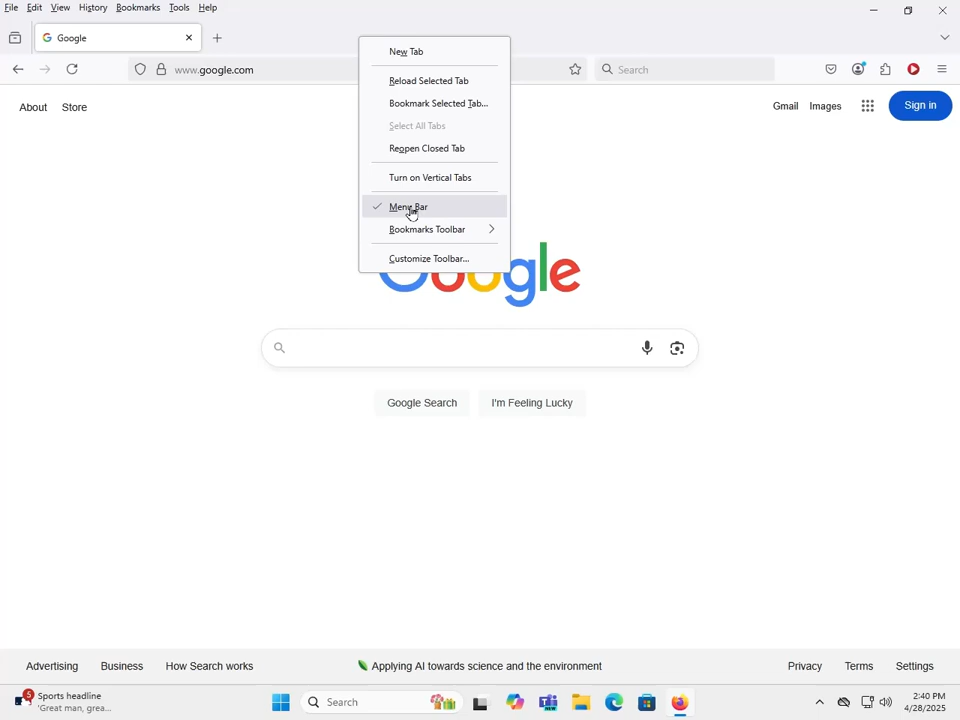 File Edit View History Bookmarks Tools Help
Google
www.google.com
Search
New Tab
Reload Selected Tab
Bookmark Selected Tab...
Select All Tabs
Reopen Closed Tab
Turn on Vertical Tabs
Menu Bar
Bookmarks Toolbar
Customize Toolbar...
About Store
Gmail Images Sign in
Google
Google Search I'm Feeling Lucky
Advertising Business How Search works Applying AI towards science and the environment Privacy Terms Settings
5
Sports headline
'Great man, grea...
Search
NEW
2:40 PM
4/28/2025